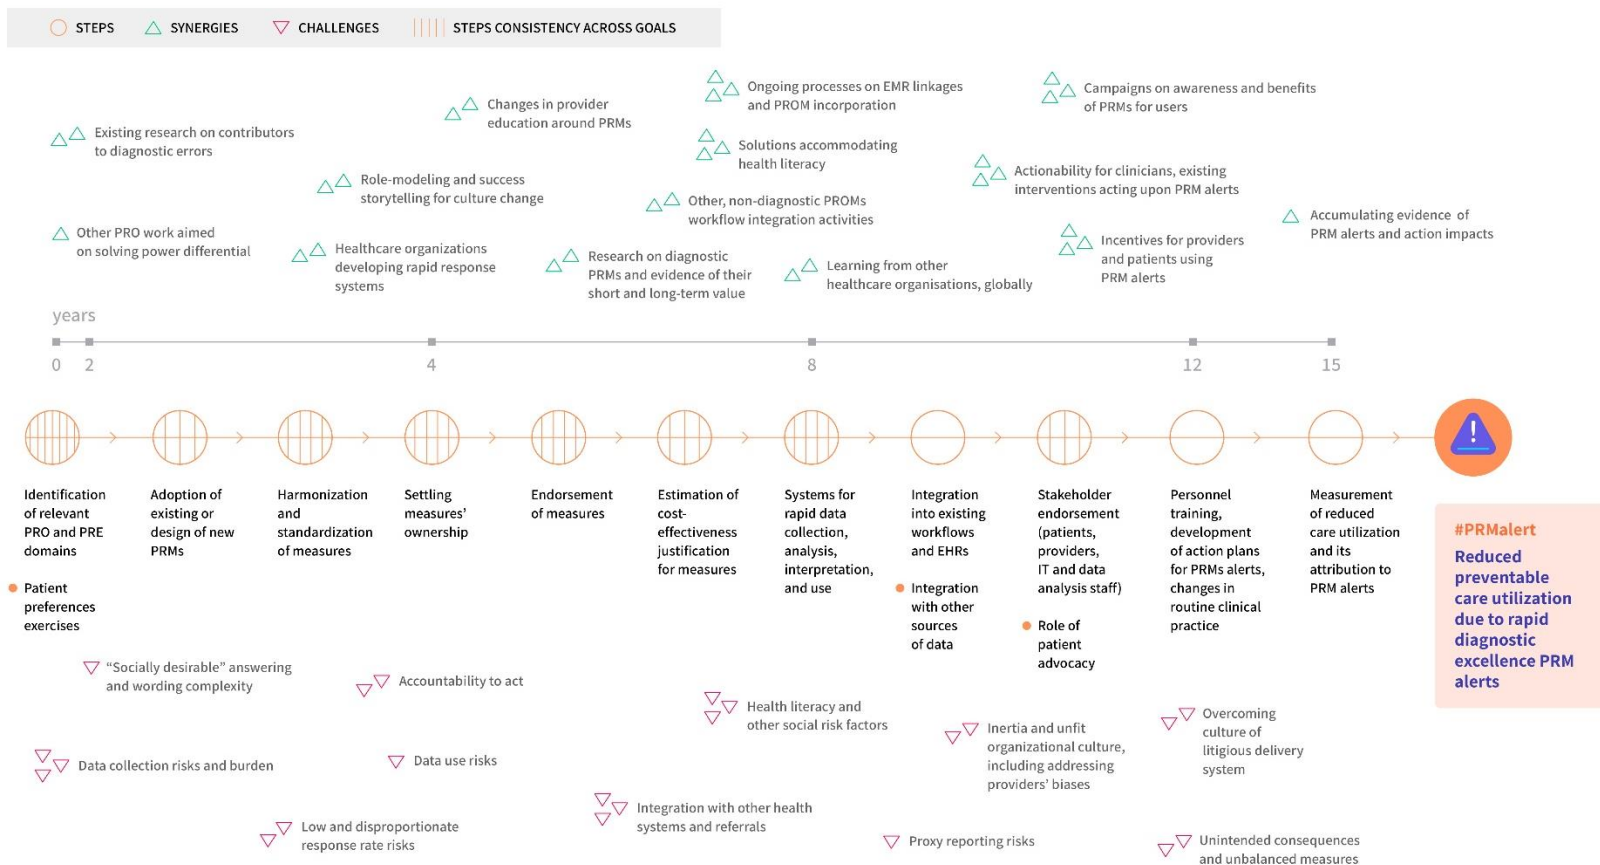 STEPS
SYNERGIES
CHALLENGES
STEPS CONSISTENCY ACROSS GOALS
Existing research on contributors
to diagnostic errors
Other PRO work aimed
on solving power differential
Changes in provider
education around PRMs
Role-modeling and success
storytelling for culture change
Healthcare organizations
developing rapid response
systems
Ongoing processes on EMR linkages
and PROM incorporation
Solutions accommodating
health literacy
Other, non-diagnostic PROMs
workflow integration activities
Research on diagnostic
PRMs and evidence of their
short and long-term value
Learning from other
healthcare organisations, globally
Campaigns on awareness and benefits
of PRMs for users
Actionability for clinicians, existing
interventions acting upon PRM alerts
Incentives for providers
and patients using
PRM alerts
Accumulating evidence of
PRM alerts and action impacts
years
0
2
4
8
12
15
Identification
of relevant
PRO and PRE
domains
Patient
preferences
exercises
Adoption of
existing or
design of new
PRMs
Harmonization
and
standardization
of measures
Settling
measures'
ownership
Endorsement
of measures
Estimation of
cost-
effectiveness
justification
for measures
Systems for
rapid data
collection,
analysis,
interpretation,
and use
Integration
into existing
workflows
and EHRs
Integration
with other
sources
of data
Stakeholder
endorsement
(patients,
providers,
IT and data
analysis staff)
Role of
patient
advocacy
Personnel
training,
development
of action plans
for PRMs alerts,
changes in
routine clinical
practice
Measurement
of reduced
care utilization
and its
attribution to
PRM alerts
!
#PRMalert
Reduced
preventable
care utilization
due to rapid
diagnostic
excellence PRM
alerts
"Socially desirable" answering
and wording complexity
Data collection risks and burden
Low and disproportionate
response rate risks
Accountability to act
Data use risks
Integration with other health
systems and referrals
Health literacy and
other social risk factors
Proxy reporting risks
Inertia and unfit
organizational culture,
including addressing
providers' biases
Overcoming
culture of
litigious delivery
system
Unintended consequences
and unbalanced measures